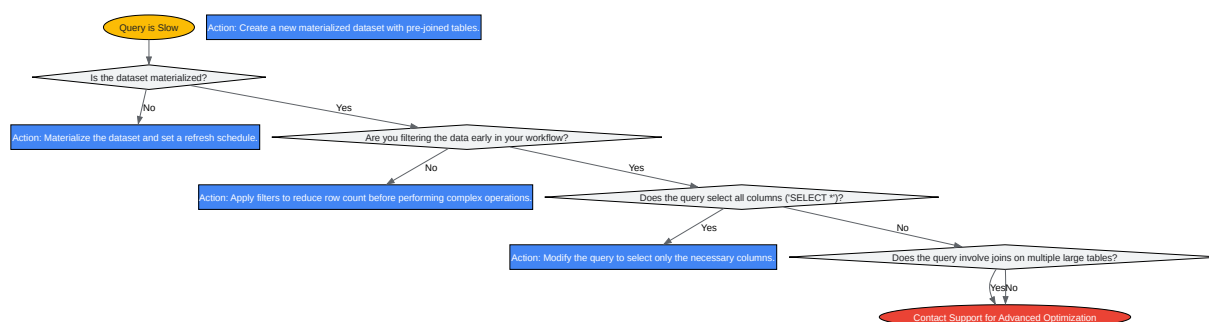 Query is Slow
Action: Create a new materialized dataset with pre-joined tables.
Is the dataset materialized?
No
Yes
Action: Materialize the dataset and set a refresh schedule.
Are you filtering the data early in your workflow?
No
Yes
Action: Apply filters to reduce row count before performing complex operations.
Does the query select all columns ('SELECT *')?
Yes
No
Action: Modify the query to select only the necessary columns.
Does the query involve joins on multiple large tables?
Yes
No
Contact Support for Advanced Optimization